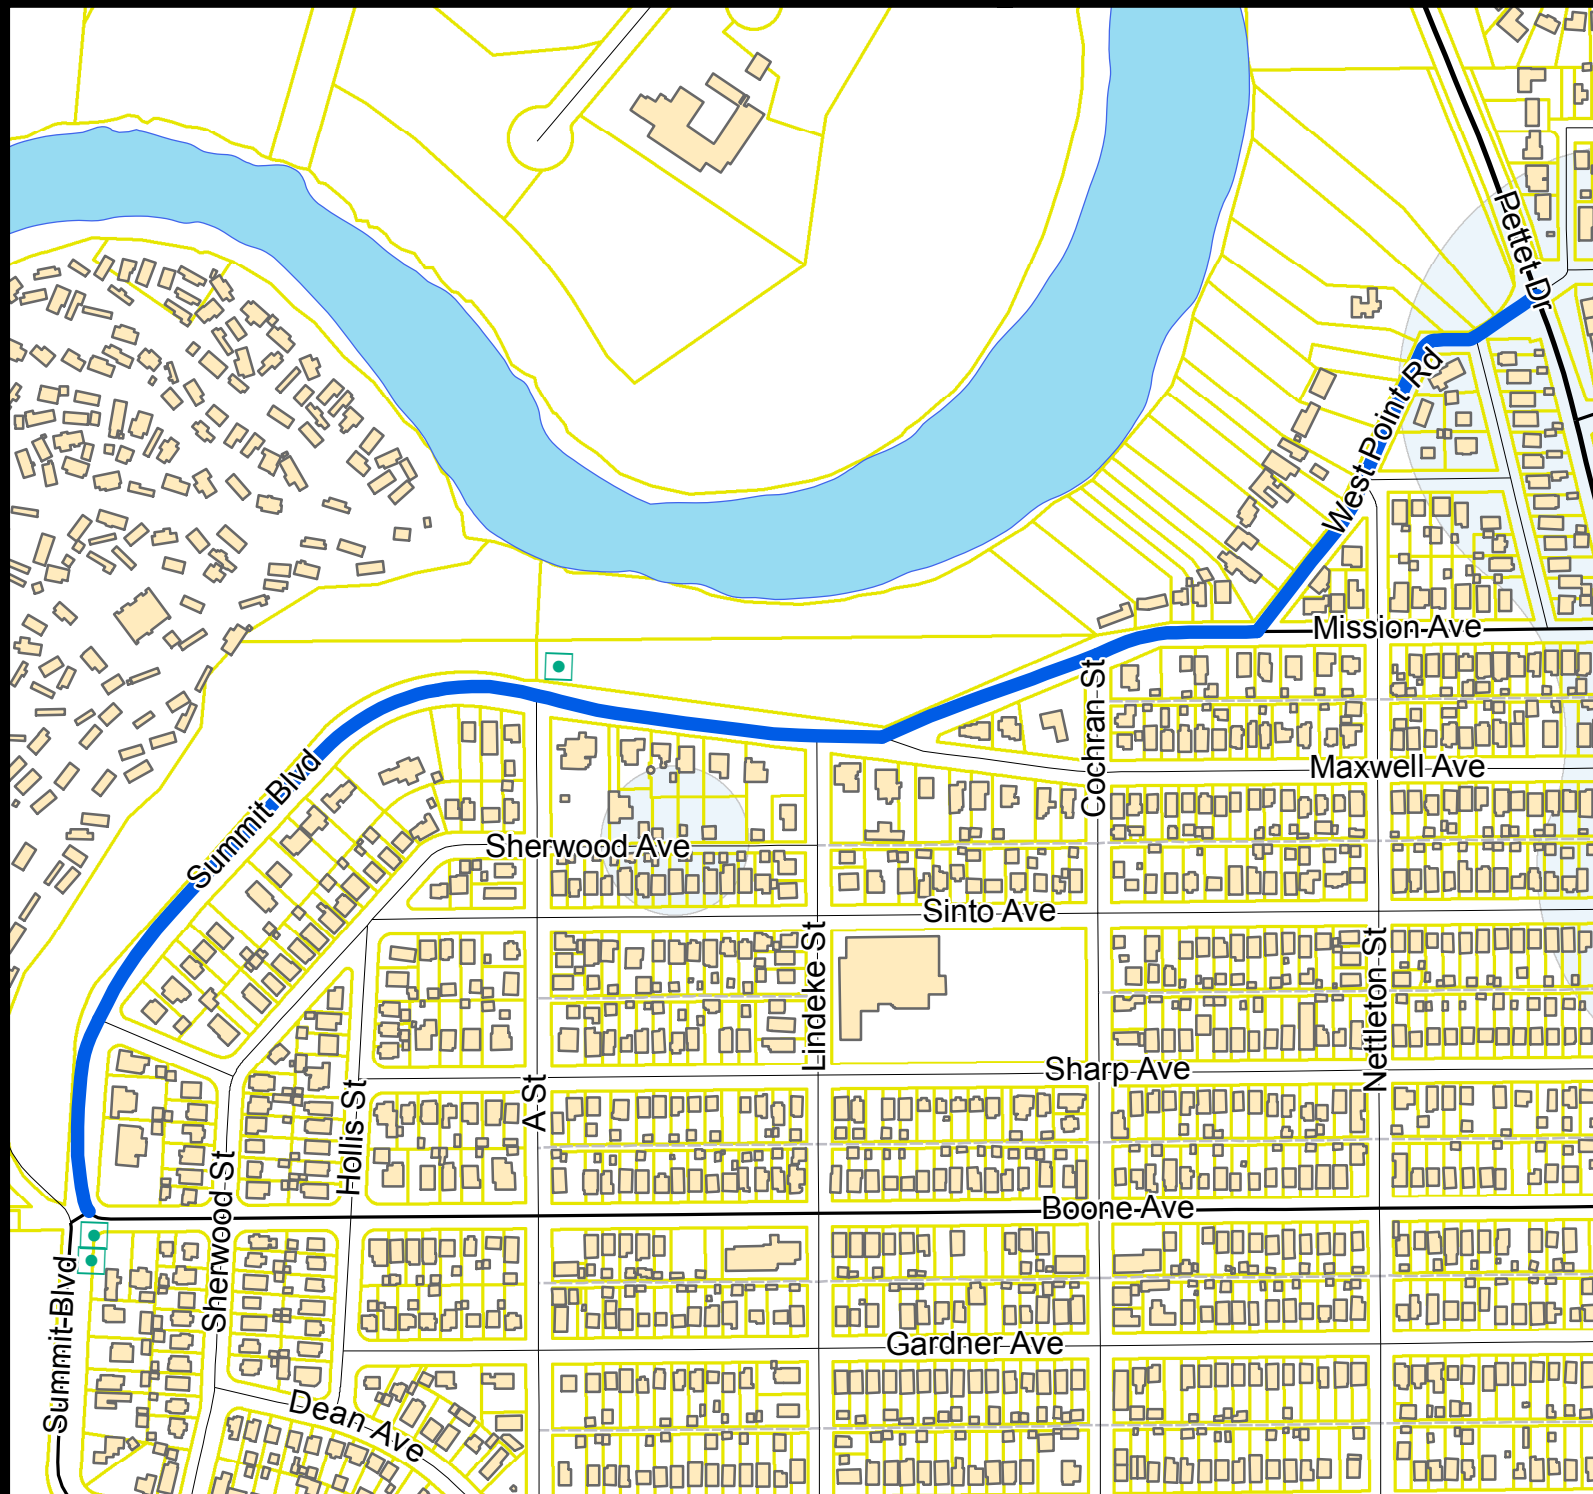 Pettet Dr
West Point Rd
Mission Ave
Cochran St
Maxwell Ave
Summit Blvd
Sherwood Ave
Sinto Ave
Lindeke St
Nettleton St
Sharp Ave
Hollis St
A St
Sherwood St
Boone Ave
Summit Blvd
Gardner Ave
Dean Ave